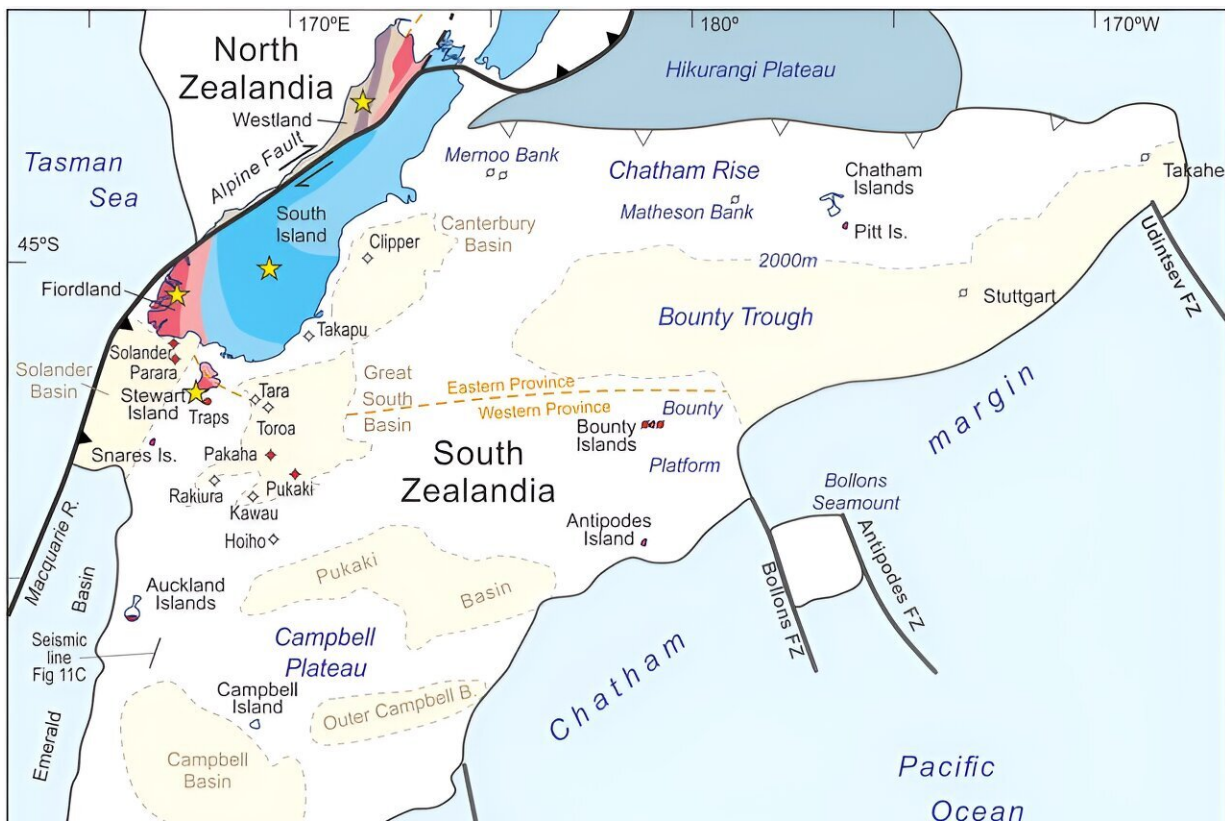 170°E
180°
170°W
North
Zealandia
Westland
Hikurangi Plateau
Tasman
Sea
Alpine Fault
Mernoo Bank
Chatham Rise
Chatham
Islands
Takahe
Matheson Bank
Pitt Is.
South
Island
Canterbury
Basin
Clipper
45°S
2000m
Udintsev FZ
Fiordland
Stuttgart
Bounty Trough
Takapu
Solander
Parara
Solander
Basin
Stewart
Island
Traps
Tara
Toroa
Great
South
Basin
Eastern Province
Western Province
Bounty
Bounty
Islands
Platform
margin
Snares Is.
Pakaha
Pukaki
Rakiura
Kawau
Hoiho
South
Zealandia
Bollons
Seamount
Antipodes
Island
Macquarie R.
Pukaki
Basin
Bollons FZ
Antipodes FZ
Auckland
Islands
Basin
Seismic
line
Fig 11C
Campbell
Plateau
Chatham
Campbell
Island
Outer Campbell B.
Emerald
Campbell
Basin
Pacific
Ocean